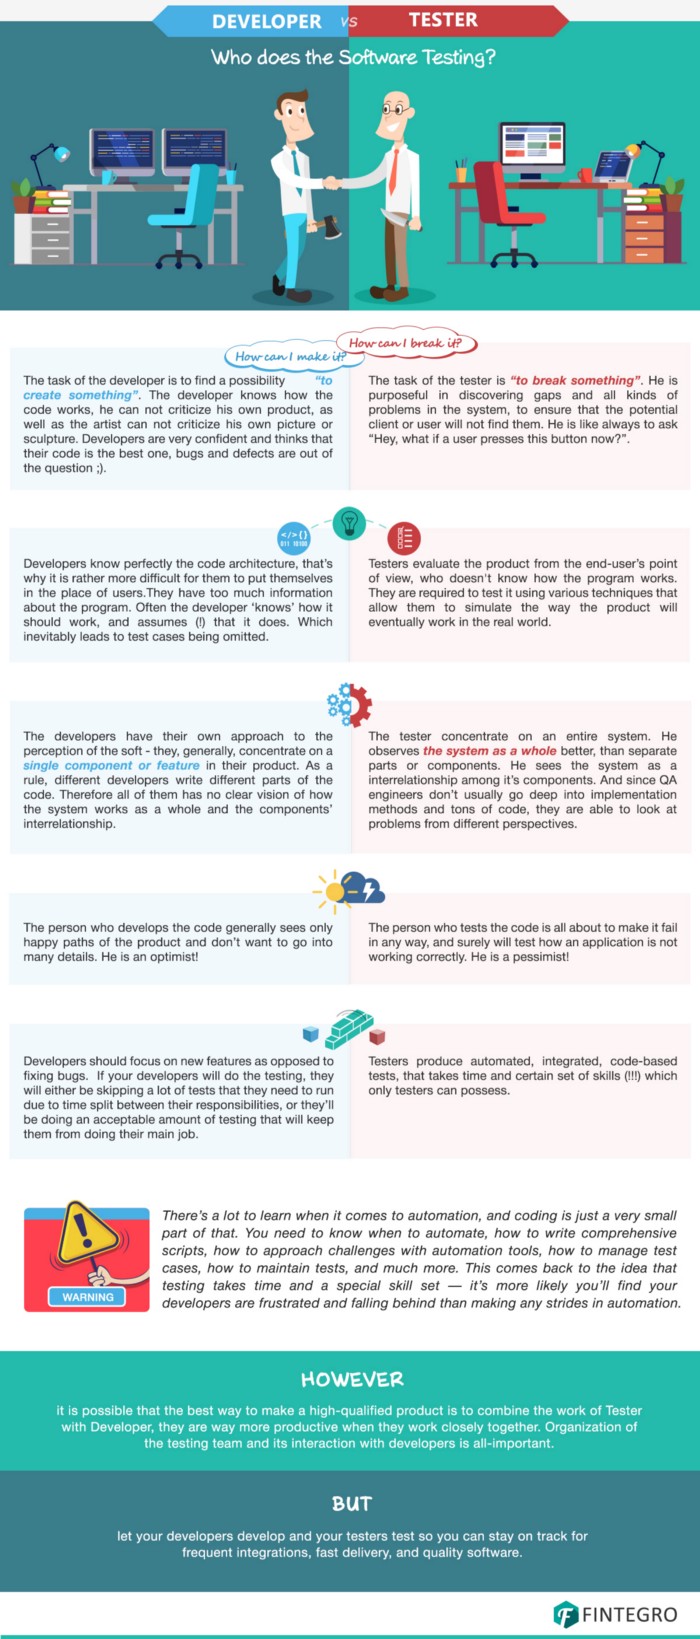 DEVELOPER vs TESTER
Who does the Software Testing?
How can I make it?
How can I break it?
The task of the developer is to find a possibility "to
create something". The developer knows how the
code works, he can not criticize his own product, as
well as the artist can not criticize his own picture or
sculpture. Developers are very confident and thinks that
their code is the best one, bugs and defects are out of
the question ;).
The task of the tester is "to break something". He is
purposeful in discovering gaps and all kinds of
problems in the system, to ensure that the potential
client or user will not find them. He is like always to ask
“Hey, what if a user presses this button now?”.
</>{}
011 10100
Developers know perfectly the code architecture, that's
why it is rather more difficult for them to put themselves
in the place of users.They have too much information
about the program. Often the developer ‘knows’ how it
should work, and assumes (!) that it does. Which
inevitably leads to test cases being omitted.
Testers evaluate the product from the end-user's point
of view, who doesn't know how the program works.
They are required to test it using various techniques that
allow them to simulate the way the product will
eventually work in the real world.
The developers have their own approach to the
perception of the soft - they, generally, concentrate on a
single component or feature in their product. As a
rule, different developers write different parts of the
code. Therefore all of them has no clear vision of how
the system works as a whole and the components'
interrelationship.
The tester concentrate on an entire system. He
observes the system as a whole better, than separate
parts or components. He sees the system as a
interrelationship among it's components. And since QA
engineers don't usually go deep into implementation
methods and tons of code, they are able to look at
problems from different perspectives.
The person who develops the code generally sees only
happy paths of the product and don't want to go into
many details. He is an optimist!
The person who tests the code is all about to make it fail
in any way, and surely will test how an application is not
working correctly. He is a pessimist!
Developers should focus on new features as opposed to
fixing bugs. If your developers will do the testing, they
will either be skipping a lot of tests that they need to run
due to time split between their responsibilities, or they'll
be doing an acceptable amount of testing that will keep
them from doing their main job.
Testers produce automated, integrated, code-based
tests, that takes time and certain set of skills (!!!) which
only testers can possess.
WARNING
There's a lot to learn when it comes to automation, and coding is just a very small
part of that. You need to know when to automate, how to write comprehensive
scripts, how to approach challenges with automation tools, how to manage test
cases, how to maintain tests, and much more. This comes back to the idea that
testing takes time and a special skill set — it's more likely you'll find your
developers are frustrated and falling behind than making any strides in automation.
HOWEVER
it is possible that the best way to make a high-qualified product is to combine the work of Tester
with Developer, they are way more productive when they work closely together. Organization of
the testing team and its interaction with developers is all-important.
BUT
let your developers develop and your testers test so you can stay on track for
frequent integrations, fast delivery, and quality software.
FINTEGRO